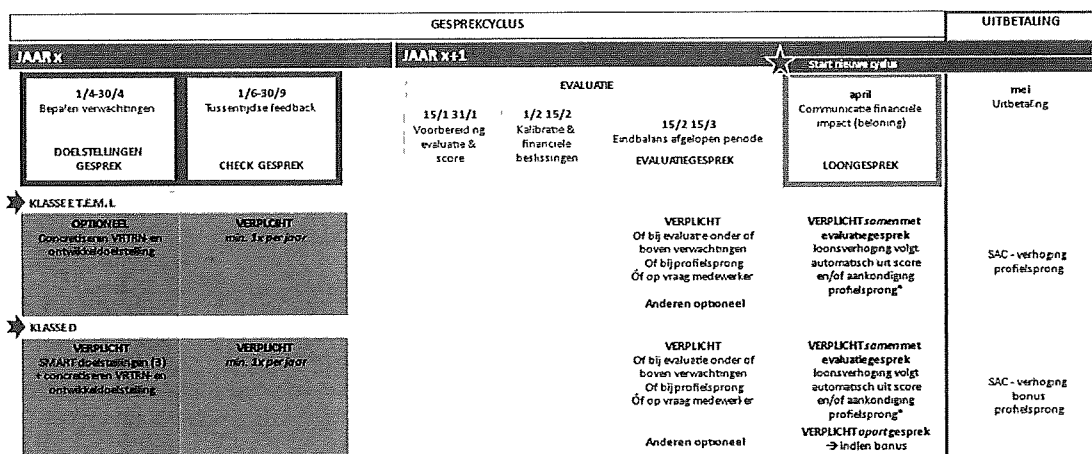 GESPREKCYCLUS
UITBETALING
JAAR x
JAAR x+1
Start nieuwe cyclus
1/4-30/4
Bepalen verwachtingen
DOELSTELLINGEN
GESPREK
1/6-30/9
Tussentijdse feedback
CHECK GESPREK
EVALUATIE
15/1 31/1
Voorbereiding
evaluatie &
score
1/2 15/2
Kalibratie &
financiële
beslissingen
15/2 15/3
Eindbalans afgelopen periode
EVALUATIEGESPREK
april
Communicatie financiële
impact (beloning)
LOONGESPREK
mei
Uitbetaling
KLASSE E T.E.M. I.
OPTIONEEL
Concretiseren VRTRN- en
ontwikkeldoelstelling
VERPLICHT
min. 1x per jaar
VERPLICHT
Of bij evaluatie onder of
boven verwachtingen
Of bij profielsprong
Óf op vraag medewerker
Anderen optioneel
VERPLICHT samen met
evaluatiegesprek
loonsverhoging volgt
automatisch uit score
en/of aankondiging
profielsprong*
SAC - verhoging
profielsprong
KLASSE D
VERPLICHT
SMART doelstellingen (3)
+ concretiseren VRTRN- en
ontwikkeldoelstelling
VERPLICHT
min. 1x per jaar
VERPLICHT
Of bij evaluatie onder of
boven verwachtingen
Of bij profielsprong
Óf op vraag medewerker
Anderen optioneel
VERPLICHT samen met
evaluatiegesprek
loonsverhoging volgt
automatisch uit score
en/of aankondiging
profielsprong*
VERPLICHT apart gesprek
→ indien bonus
SAC - verhoging
bonus
profielsprong